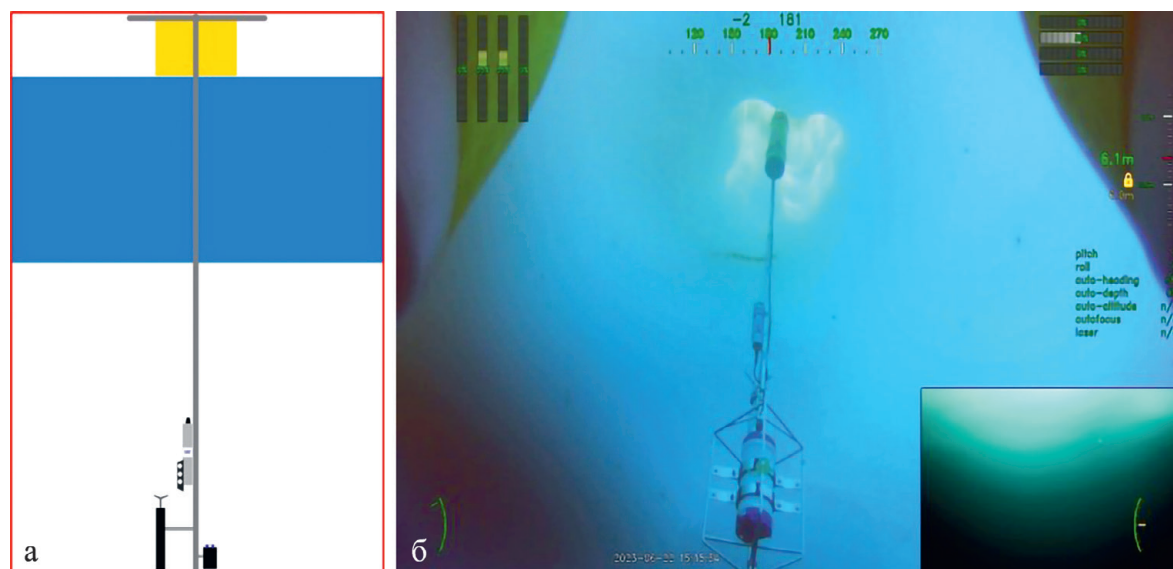 -2 181
120 150 180 210 240 270
6.1m
pitch
roll
auto-heading
auto-depth
auto-altitude n/
autofocus n/
laser n/
2023-06-22 15:15:34
а
б